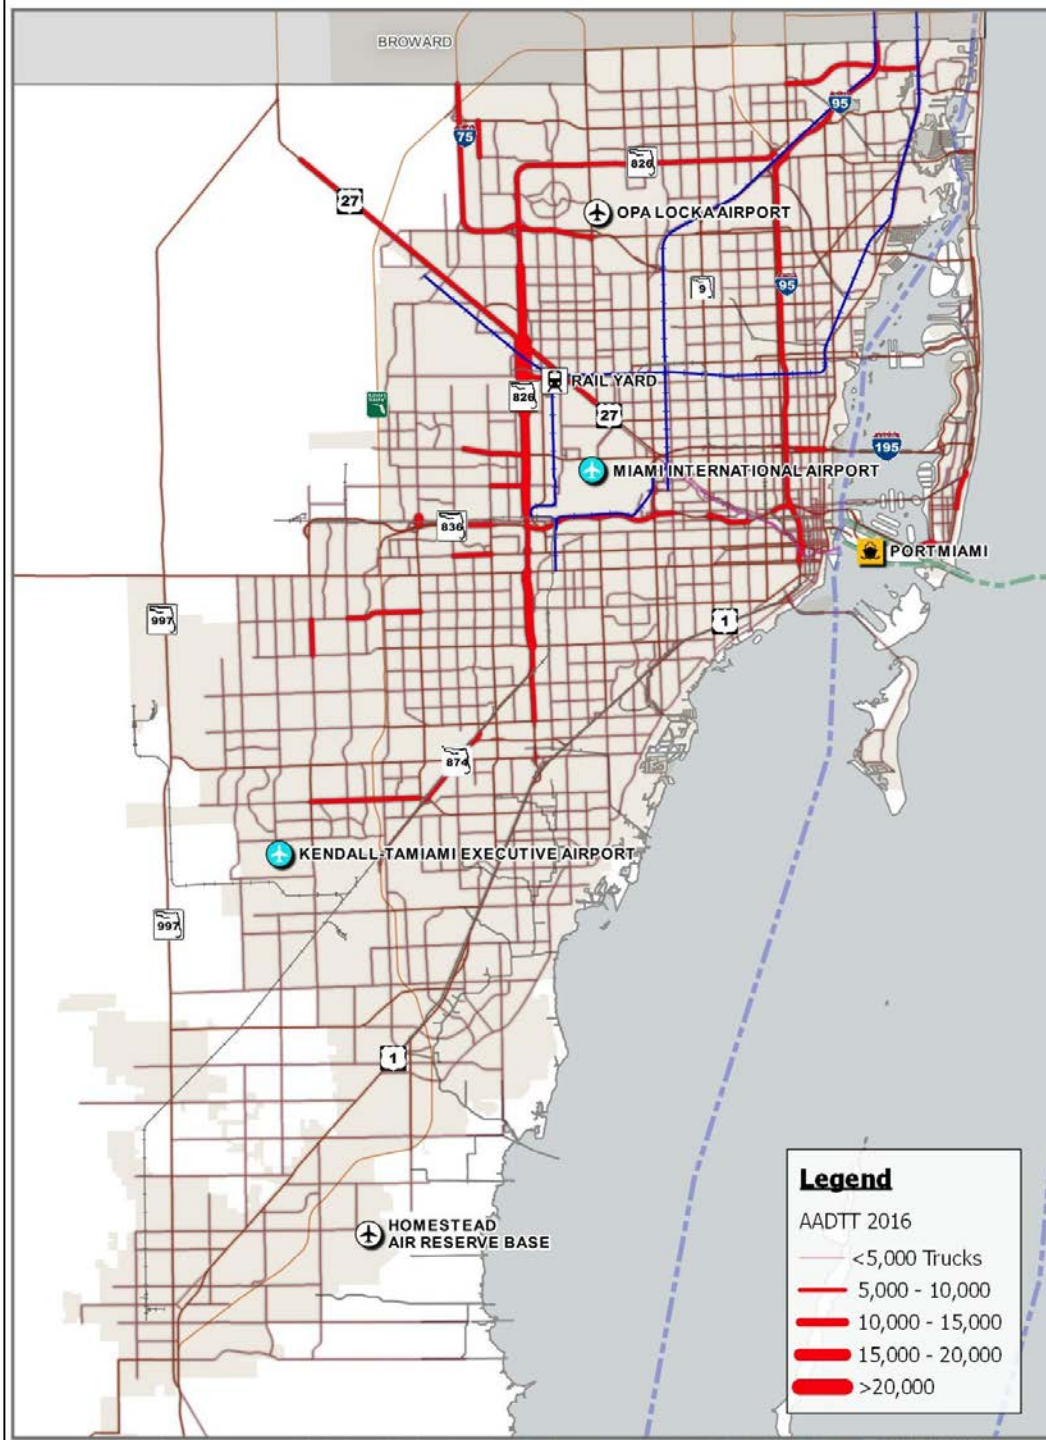 BROWARD
95
75
826
27
OPA LOCKA AIRPORT
9
95
RAIL YARD
826
27
195
MIAMI INTERNATIONAL AIRPORT
836
PORTMIAMI
997
1
874
KENDALL-TAMIAMI EXECUTIVE AIRPORT
997
1
HOMESTEAD
AIR RESERVE BASE
Legend
AADTT 2016
<5,000 Trucks
5,000 - 10,000
10,000 - 15,000
15,000 - 20,000
>20,000